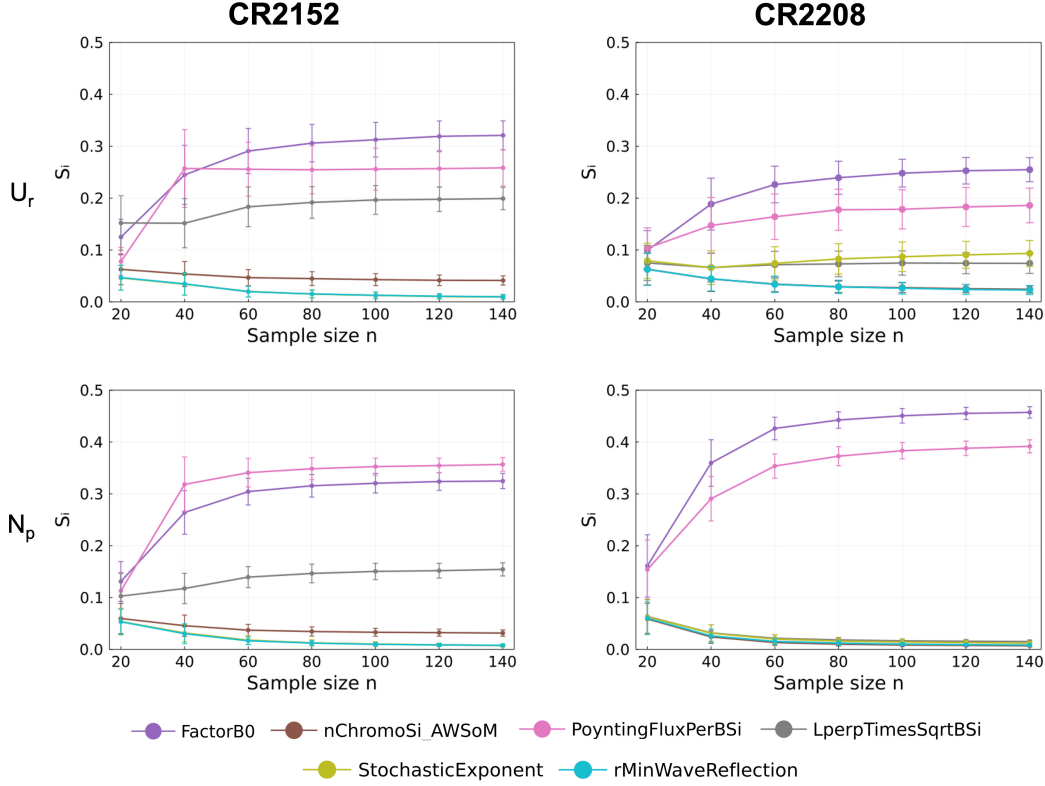 CR2152 CR2208
0.5 0.5
0.4 0.4
0.3 0.3
Uᵣ Sᵢ Sᵢ
0.2 0.2
0.1 0.1
0.0 0.0
20 40 60 80 100 120 140 20 40 60 80 100 120 140
Sample size n Sample size n
0.5 0.5
0.4 0.4
0.3 0.3
Nₚ Sᵢ Sᵢ
0.2 0.2
0.1 0.1
0.0 0.0
20 40 60 80 100 120 140 20 40 60 80 100 120 140
Sample size n Sample size n
FactorB0 nChromoSi_AWSoM PoyntingFluxPerBSi LperpTimesSqrtBSi
StochasticExponent rMinWaveReflection